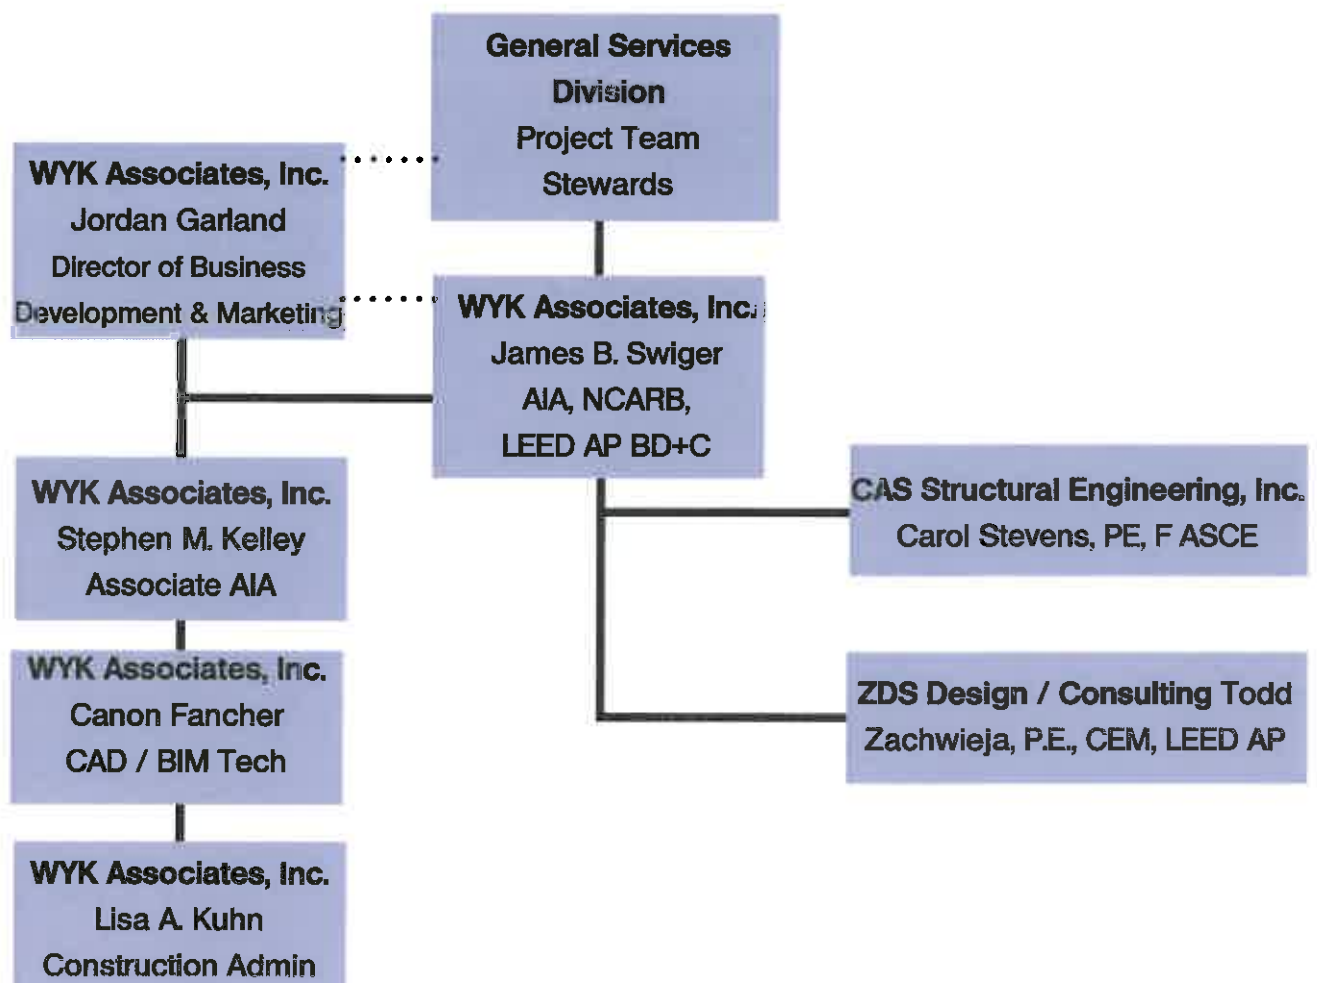 General Services
Division
Project Team
Stewards
WYK Associates, Inc.
Jordan Garland
Director of Business
Development & Marketing
WYK Associates, Inc.
James B. Swiger
AIA, NCARB,
LEED AP BD+C
WYK Associates, Inc.
Stephen M. Kelley
Associate AIA
CAS Structural Engineering, Inc.
Carol Stevens, PE, F ASCE
WYK Associates, Inc.
Canon Fancher
CAD / BIM Tech
ZDS Design / Consulting Todd
Zachwieja, P.E., CEM, LEED AP
WYK Associates, Inc.
Lisa A. Kuhn
Construction Admin